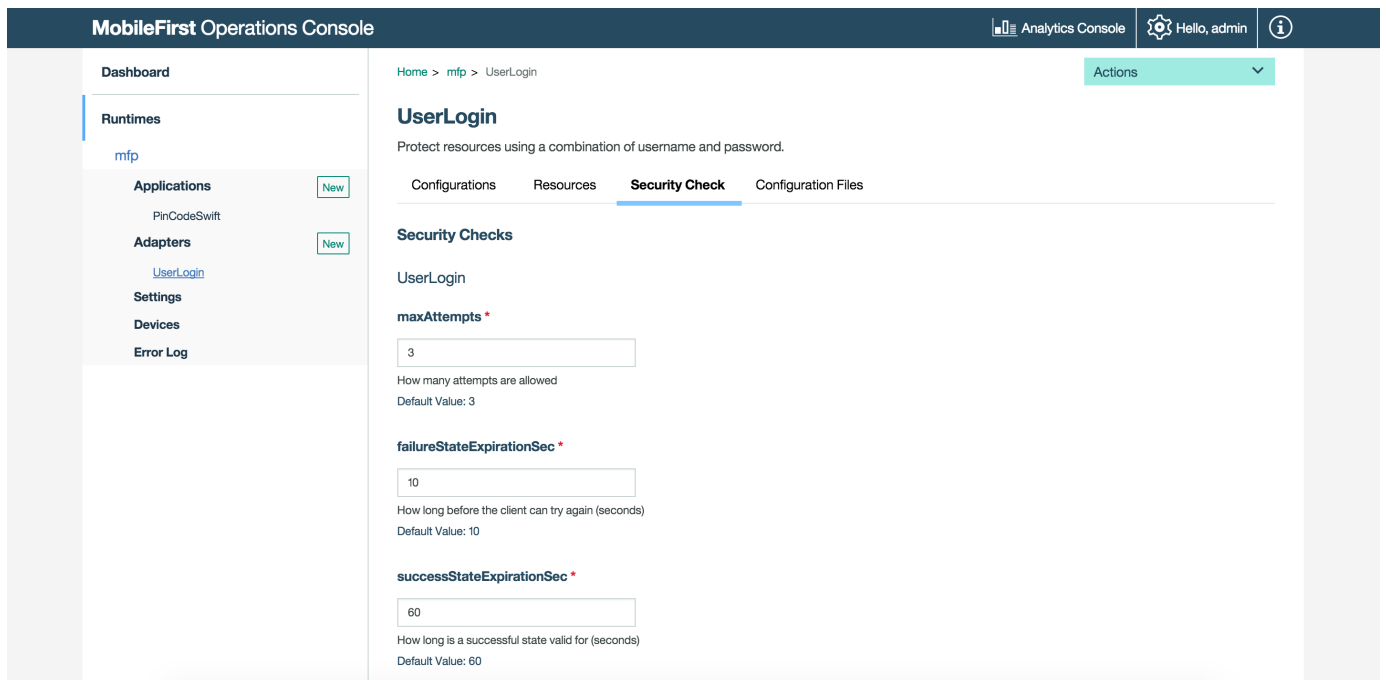 MobileFirst Operations Console
Analytics Console
Hello, admin
Dashboard
Runtimes
mfp
Applications New
PinCodeSwift
Adapters New
UserLogin
Settings
Devices
Error Log
Home > mfp > UserLogin
Actions
UserLogin
Protect resources using a combination of username and password.
Configurations Resources Security Check Configuration Files
Security Checks
UserLogin
maxAttempts *
3
How many attempts are allowed
Default Value: 3
failureStateExpirationSec *
10
How long before the client can try again (seconds)
Default Value: 10
successStateExpirationSec *
60
How long is a successful state valid for (seconds)
Default Value: 60